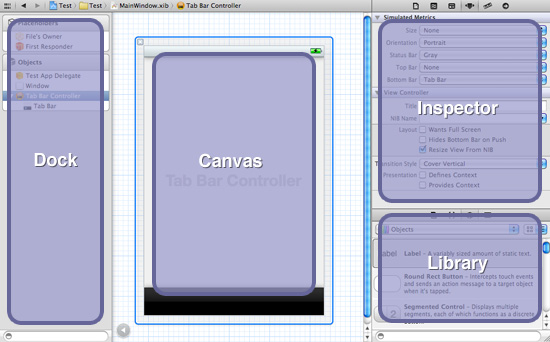 Test
Test
MainWindow.xib
Tab Bar Controller
Placeholders
File's Owner
First Responder
Objects
Test App Delegate
Window
Tab Bar Controller
Tab Bar
Dock
Canvas
Tab Bar Controller
Simulated Metrics
Size None
Orientation Portrait
Status Bar Gray
Top Bar None
Bottom Bar Tab Bar
View Controller
Title
Inspector
NIB Name
Layout Wants Full Screen
Hides Bottom Bar on Push
Resize View From NIB
Transition Style Cover Vertical
Presentation Defines Context
Provides Context
Objects
Label
Label - A variably sized amount of static text.
Library
Round Rect Button - Intercepts touch events
and sends an action message to a target
object when it's tapped.
1 2
Segmented Control - Displays multiple
segments, each of which functions as a discrete